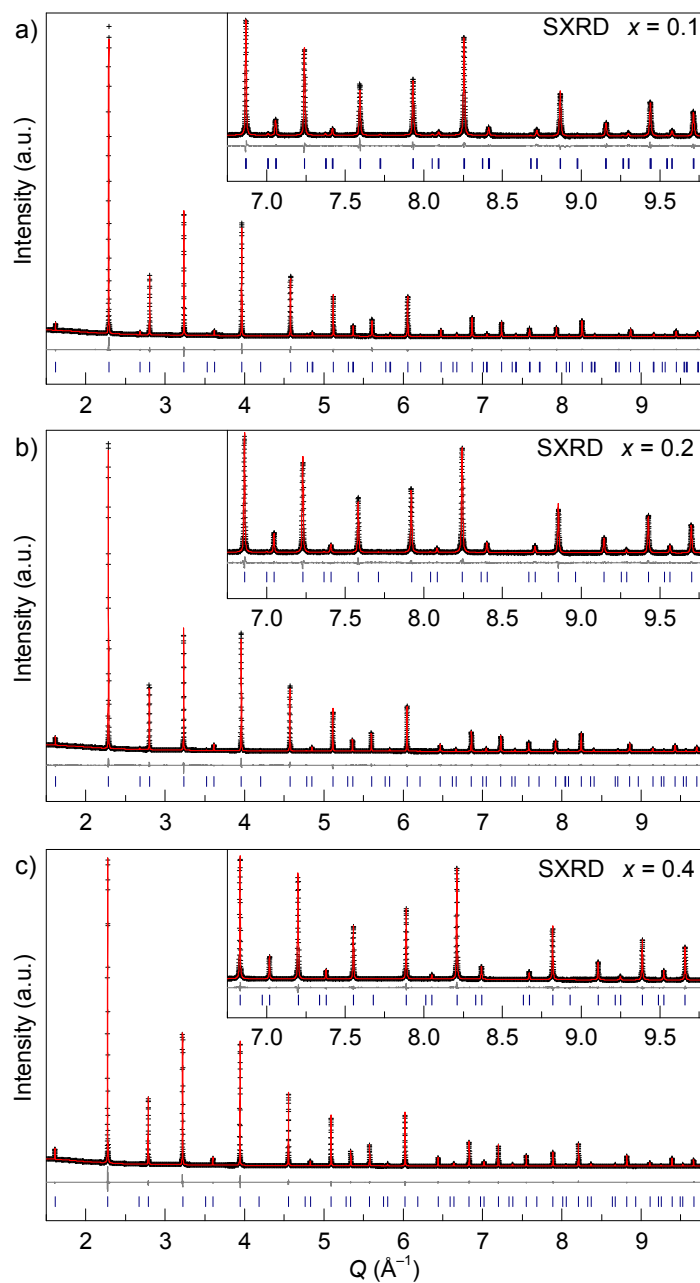 a)
SXRD x = 0.1
7.0 7.5 8.0 8.5 9.0 9.5
Intensity (a.u.)
2 3 4 5 6 7 8 9
b)
SXRD x = 0.2
7.0 7.5 8.0 8.5 9.0 9.5
Intensity (a.u.)
2 3 4 5 6 7 8 9
c)
SXRD x = 0.4
7.0 7.5 8.0 8.5 9.0 9.5
Intensity (a.u.)
2 3 4 5 6 7 8 9
Q (Å⁻¹)